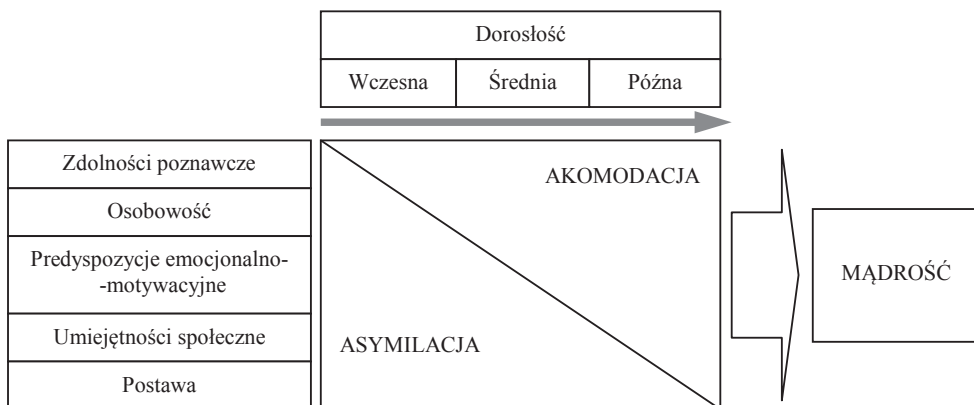 Dorosłość
Wczesna
Średnia
Późna
Zdolności poznawcze
Osobowość
Predyspozycje emocjonalno-
-motywacyjne
Umiejętności społeczne
Postawa
AKOMODACJA
ASYMILACJA
MĄDROŚĆ